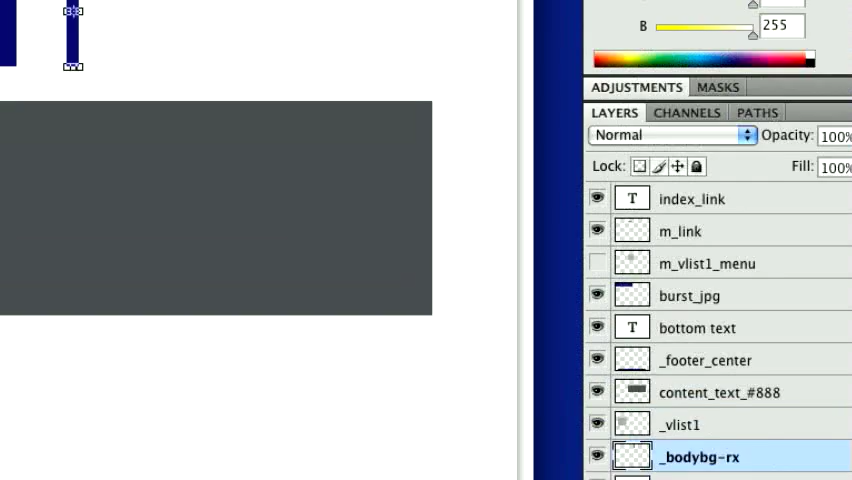 B 255
ADJUSTMENTS MASKS
LAYERS CHANNELS PATHS
Normal Opacity: 100%
Lock: Fill: 100%
T index_link
m_link
m_vlist1_menu
burst_jpg
T bottom text
_footer_center
content_text_#888
_vlist1
_bodybg-rx